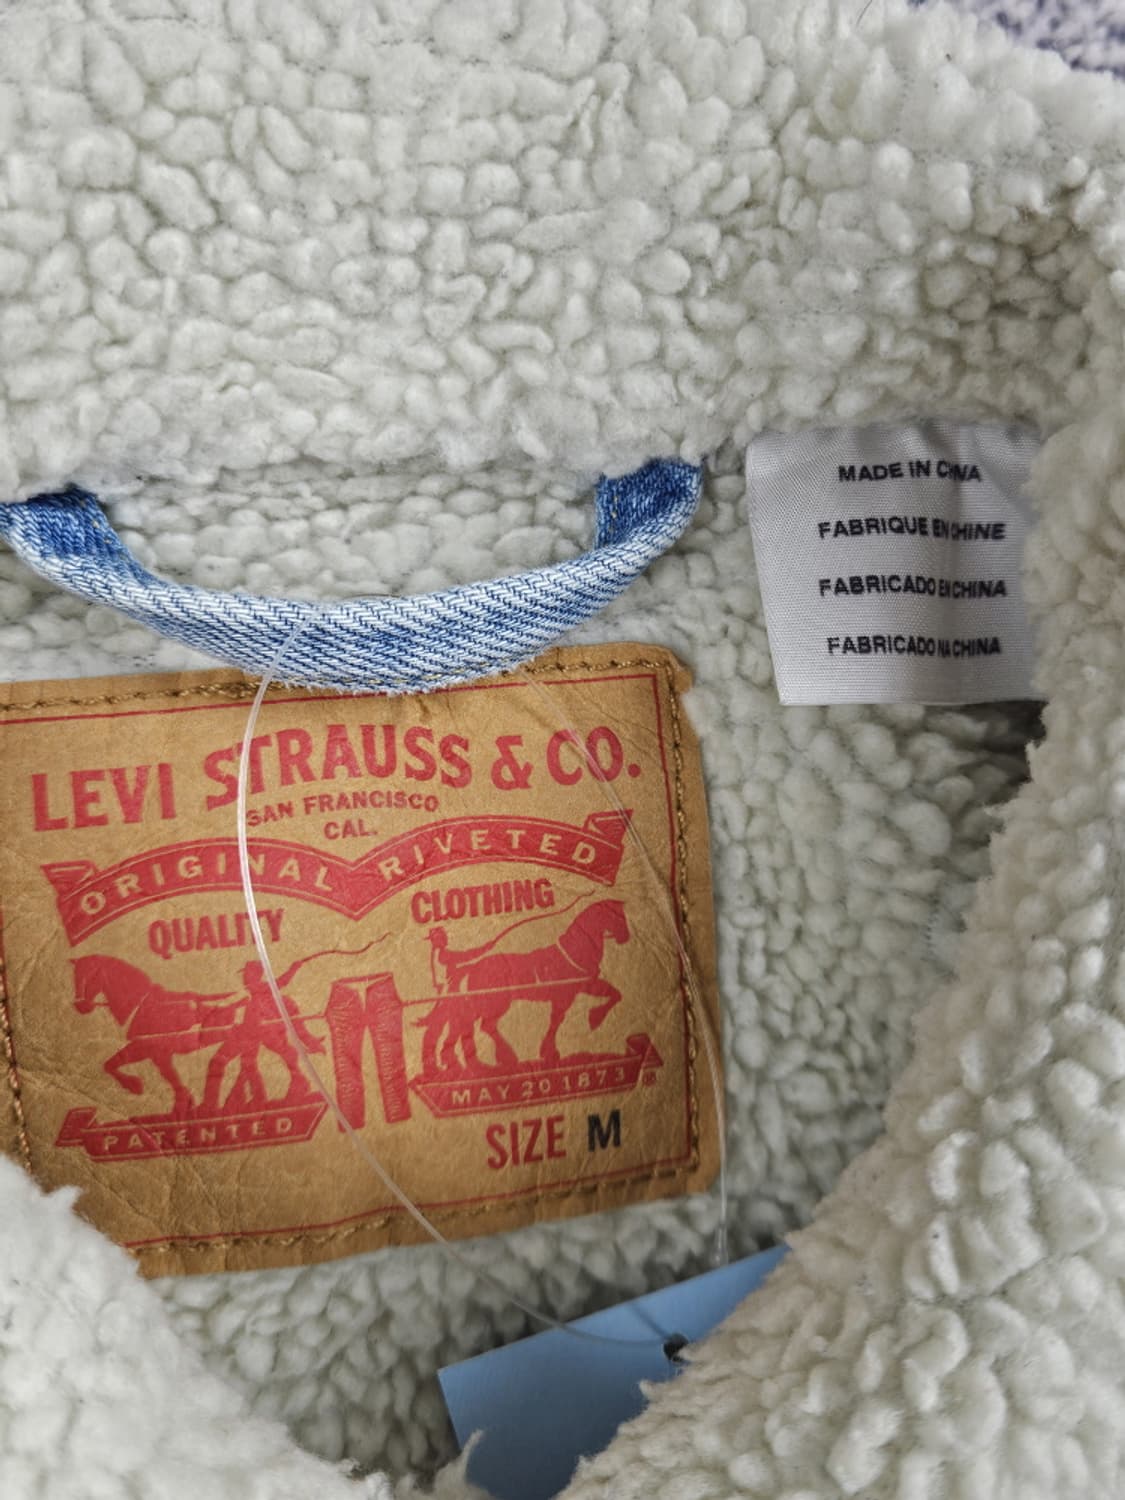 MADE IN CHINA
FABRIQUE EN CHINE
FABRICADO EN CHINA
FABRICADO NA CHINA
LEVI STRAUSS & CO.
SAN FRANCISCO
CAL.
ORIGINAL RIVETED
QUALITY CLOTHING
MAY 20 1873 ®
PATENTED
SIZE M